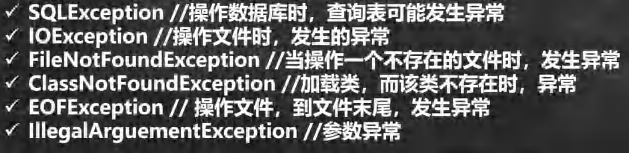 ✓ SQLException //操作数据库时，查询表可能发生异常
✓ IOException //操作文件时，发生的异常
✓ FileNotFoundException //当操作一个不存在的文件时，发生异常
✓ ClassNotFoundException //加载类，而该类不存在时，异常
✓ EOFException // 操作文件，到文件末尾，发生异常
✓ IllegalArguementException //参数异常